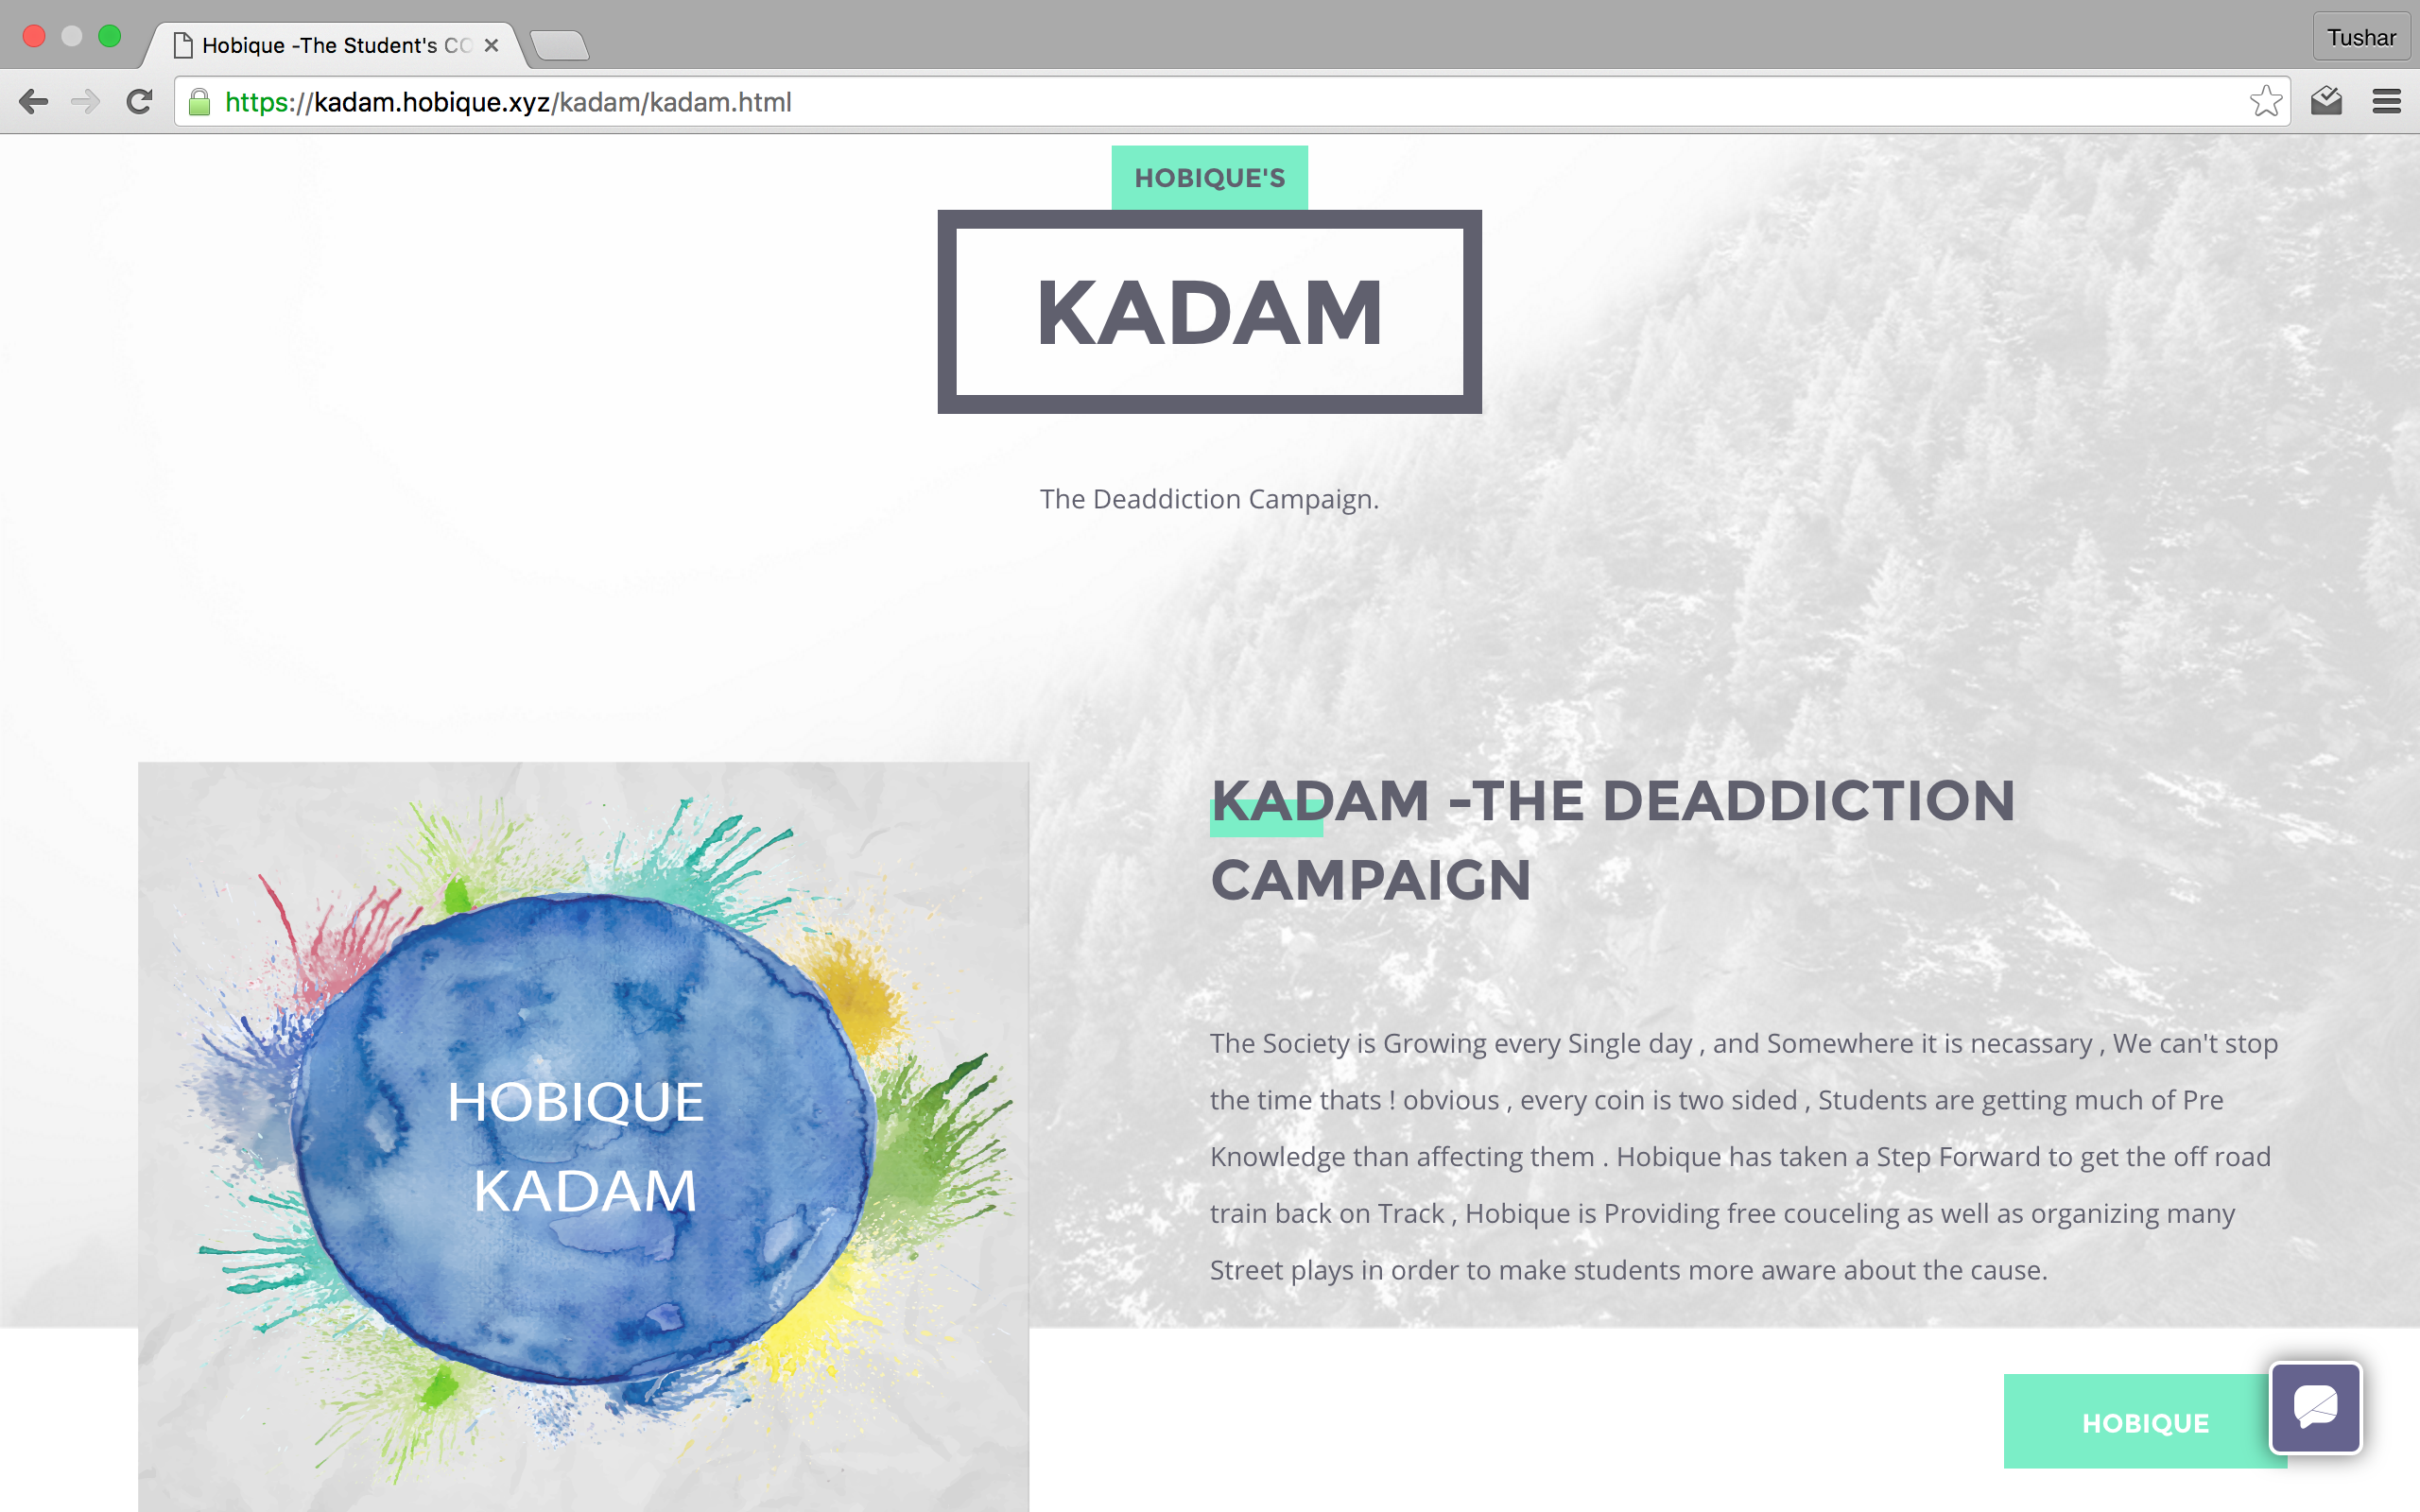 Hobique -The Student's CO
Tushar
https://kadam.hobique.xyz/kadam/kadam.html
HOBIQUE'S
KADAM
The Deaddiction Campaign.
HOBIQUE
KADAM
KADAM -THE DEADDICTION
CAMPAIGN
The Society is Growing every Single day , and Somewhere it is necassary , We can't stop
the time thats ! obvious , every coin is two sided , Students are getting much of Pre
Knowledge than affecting them . Hobique has taken a Step Forward to get the off road
train back on Track , Hobique is Providing free couceling as well as organizing many
Street plays in order to make students more aware about the cause.
HOBIQUE